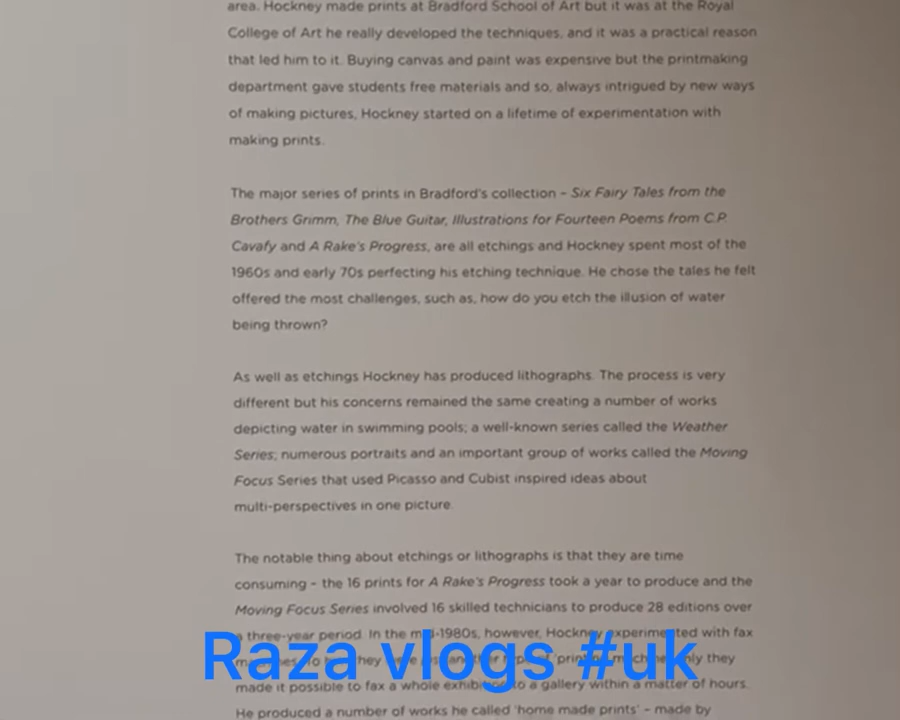 area. Hockney made prints at Bradford School of Art but it was at the Royal
College of Art he really developed the techniques, and it was a practical reason
that led him to it. Buying canvas and paint was expensive but the printmaking
department gave students free materials and so, always intrigued by new ways
of making pictures, Hockney started on a lifetime of experimentation with
making prints.
The major series of prints in Bradford's collection – Six Fairy Tales from the
Brothers Grimm, The Blue Guitar, Illustrations for Fourteen Poems from C.P.
Cavafy and A Rake's Progress, are all etchings and Hockney spent most of the
1960s and early 70s perfecting his etching technique. He chose the tales he felt
offered the most challenges, such as, how do you etch the illusion of water
being thrown?
As well as etchings Hockney has produced lithographs. The process is very
different but his concerns remained the same creating a number of works
depicting water in swimming pools; a well-known series called the Weather
Series; numerous portraits and an important group of works called the Moving
Focus Series that used Picasso and Cubist inspired ideas about
multi-perspectives in one picture.
The notable thing about etchings or lithographs is that they are time
consuming – the 16 prints for A Rake's Progress took a year to produce and the
Moving Focus Series involved 16 skilled technicians to produce 28 editions over
a three-year period. In the mid-1980s, however, Hockney experimented with fax
they only they
Raza vlogs #uk
made it possible to fax a whole exhibition to a gallery within a matter of hours.
He produced a number of works he called 'home made prints' – made by